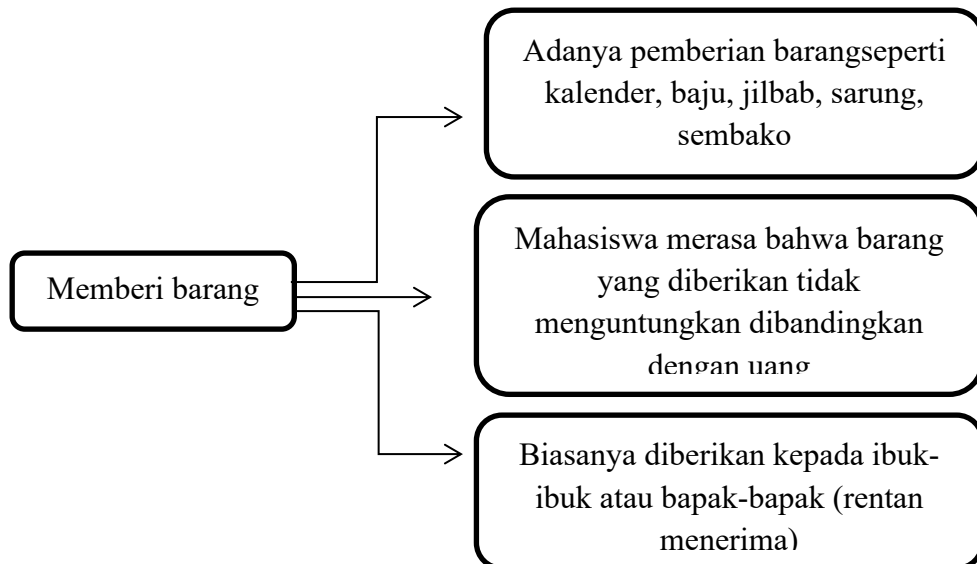 Adanya pemberian barangseperti
kalender, baju, jilbab, sarung,
sembako
Memberi barang
Mahasiswa merasa bahwa barang
yang diberikan tidak
menguntungkan dibandingkan
dengan uang
Biasanya diberikan kepada ibuk-
ibuk atau bapak-bapak (rentan
menerima)